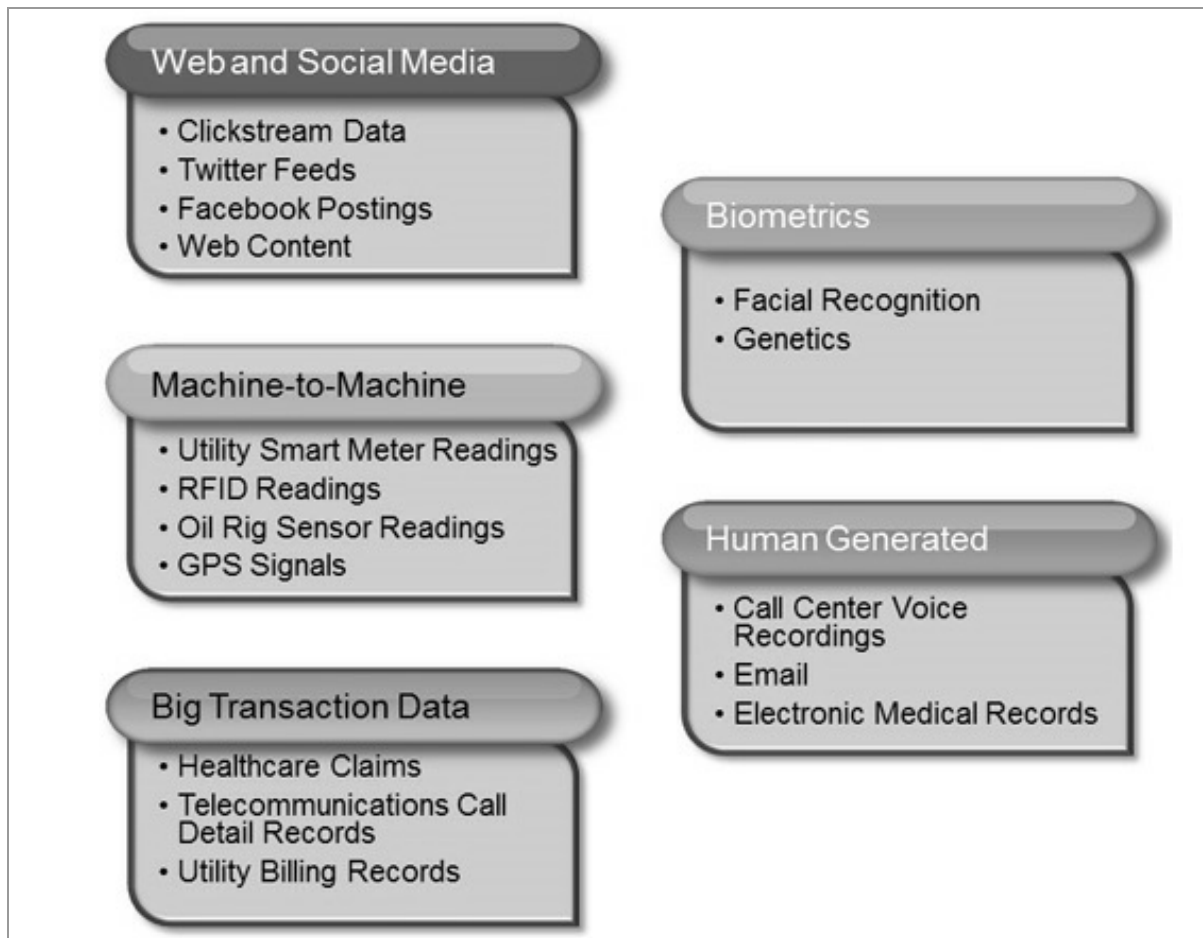 Web and Social Media
• Clickstream Data
• Twitter Feeds
• Facebook Postings
• Web Content
Machine-to-Machine
• Utility Smart Meter Readings
• RFID Readings
• Oil Rig Sensor Readings
• GPS Signals
Big Transaction Data
• Healthcare Claims
• Telecommunications Call
Detail Records
• Utility Billing Records
Biometrics
• Facial Recognition
• Genetics
Human Generated
• Call Center Voice
Recordings
• Email
• Electronic Medical Records